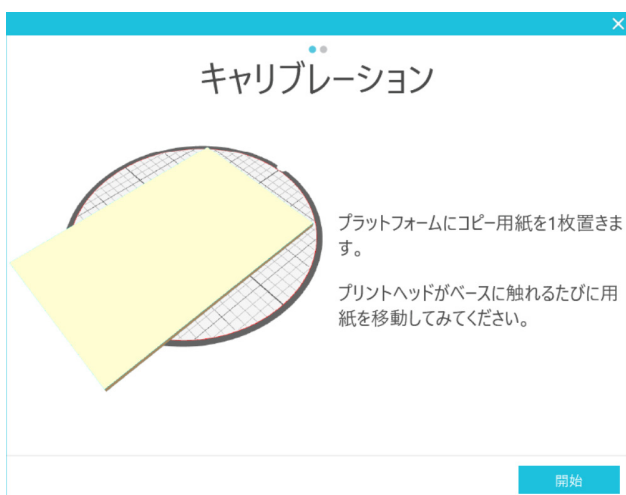 キャリブレーション
プラットフォームにコピー用紙を1枚置きま
す。
プリントヘッドがベースに触れるたびに用
紙を移動してみてください。
開始